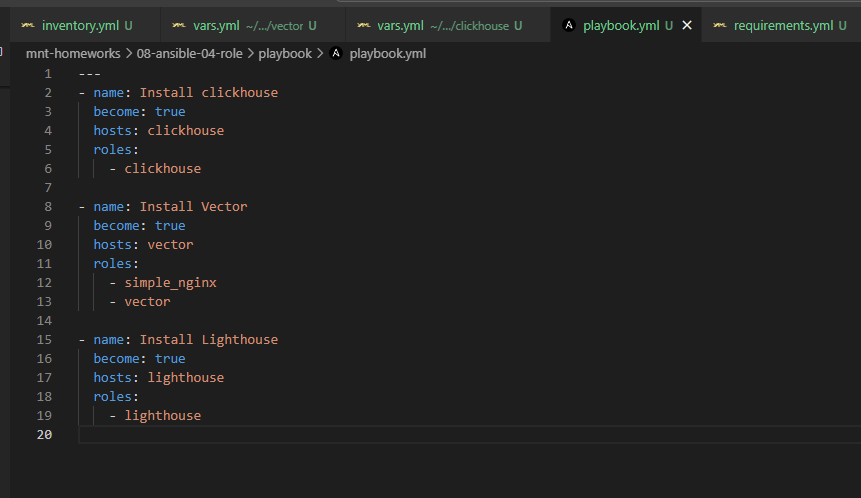 inventory.yml U vars.yml ~/.../vector U vars.yml ~/.../clickhouse U A playbook.yml U × requirements.yml U
mnt-homeworks > 08-ansible-04-role > playbook > A playbook.yml
1 ---
2 - name: Install clickhouse
3 become: true
4 hosts: clickhouse
5 roles:
6 - clickhouse
7
8 - name: Install Vector
9 become: true
10 hosts: vector
11 roles:
12 - simple_nginx
13 - vector
14
15 - name: Install Lighthouse
16 become: true
17 hosts: lighthouse
18 roles:
19 - lighthouse
20